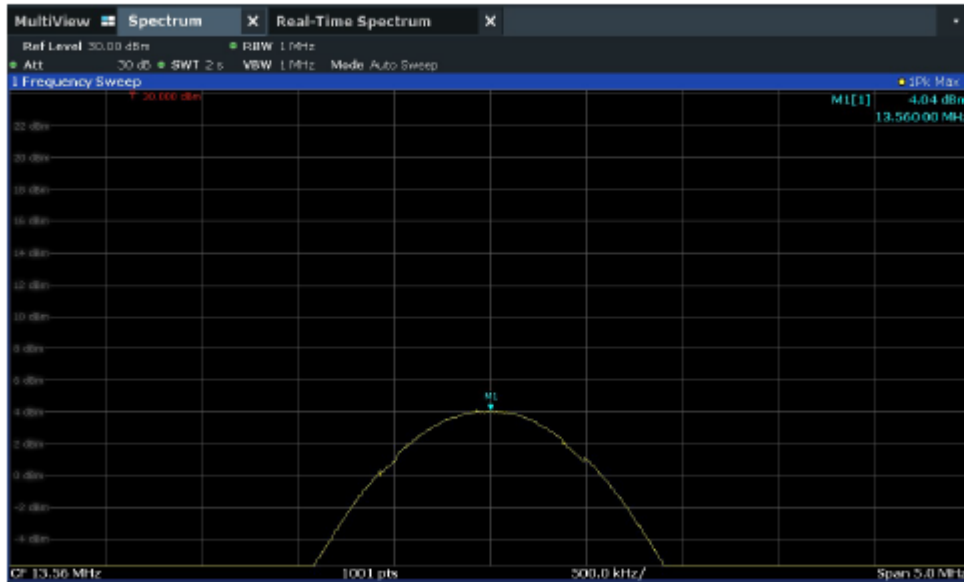 MultiView Spectrum X Real-Time Spectrum X
Ref Level 30.00 dBm RBW 1 MHz
Att 30 dB SWT 2 s VBW 1 MHz Mode Auto Sweep
1 Frequency Sweep 1Pk Max
M1[1] 4.04 dBm
13.56000 MHz
22 dBm
20 dBm
18 dBm
16 dBm
14 dBm
12 dBm
10 dBm
8 dBm
6 dBm
M1
4 dBm
2 dBm
0 dBm
-2 dBm
-4 dBm
CF 13.56 MHz 1001 pts 500.0 kHz/ Span 5.0 MHz